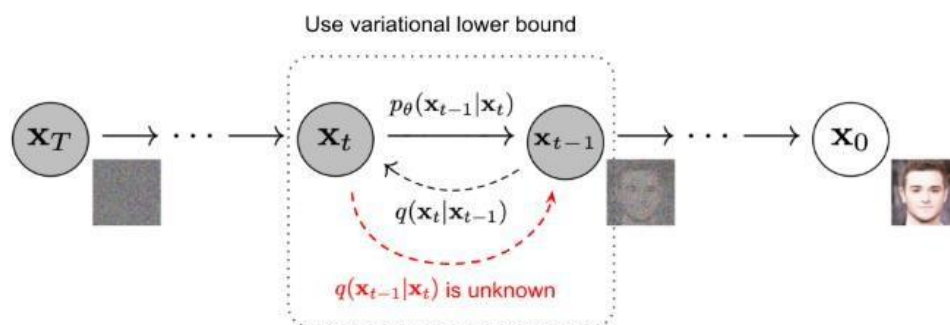 Use variational lower bound
x_T → ··· → x_t p_θ(x_{t−1}|x_t) x_{t−1} → ··· → x_0
q(x_t|x_{t−1})
q(x_{t−1}|x_t) is unknown